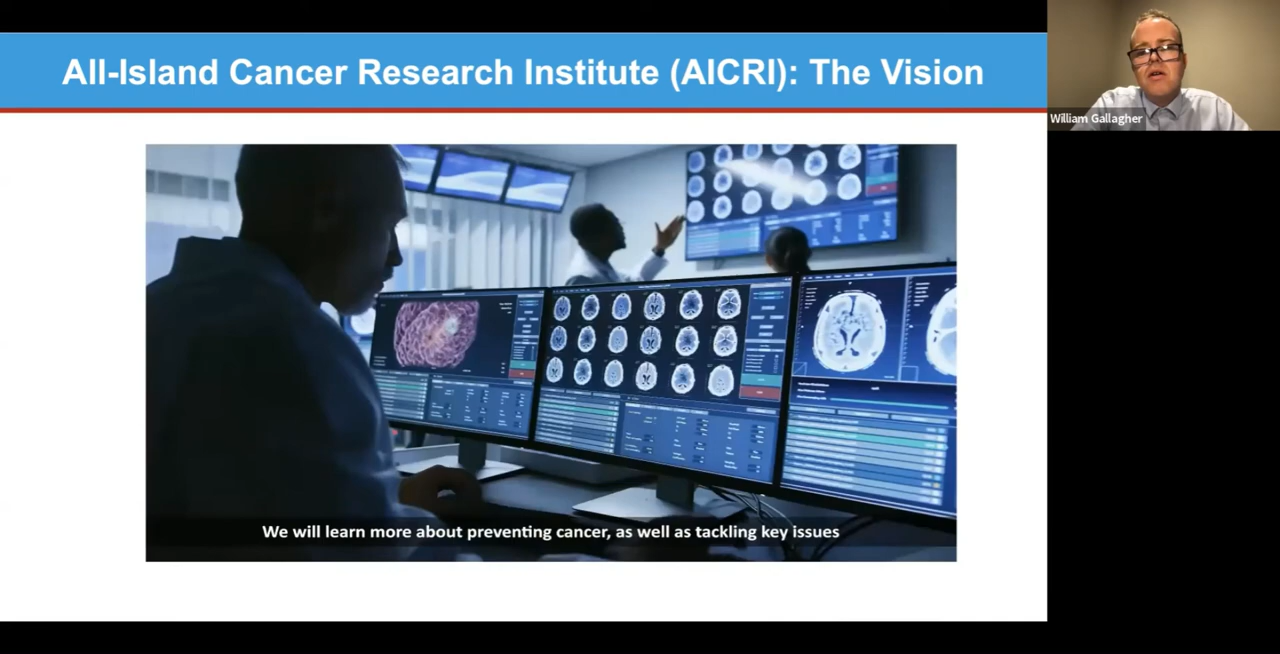 All-Island Cancer Research Institute (AICRI): The Vision
William Gallagher
We will learn more about preventing cancer, as well as tackling key issues